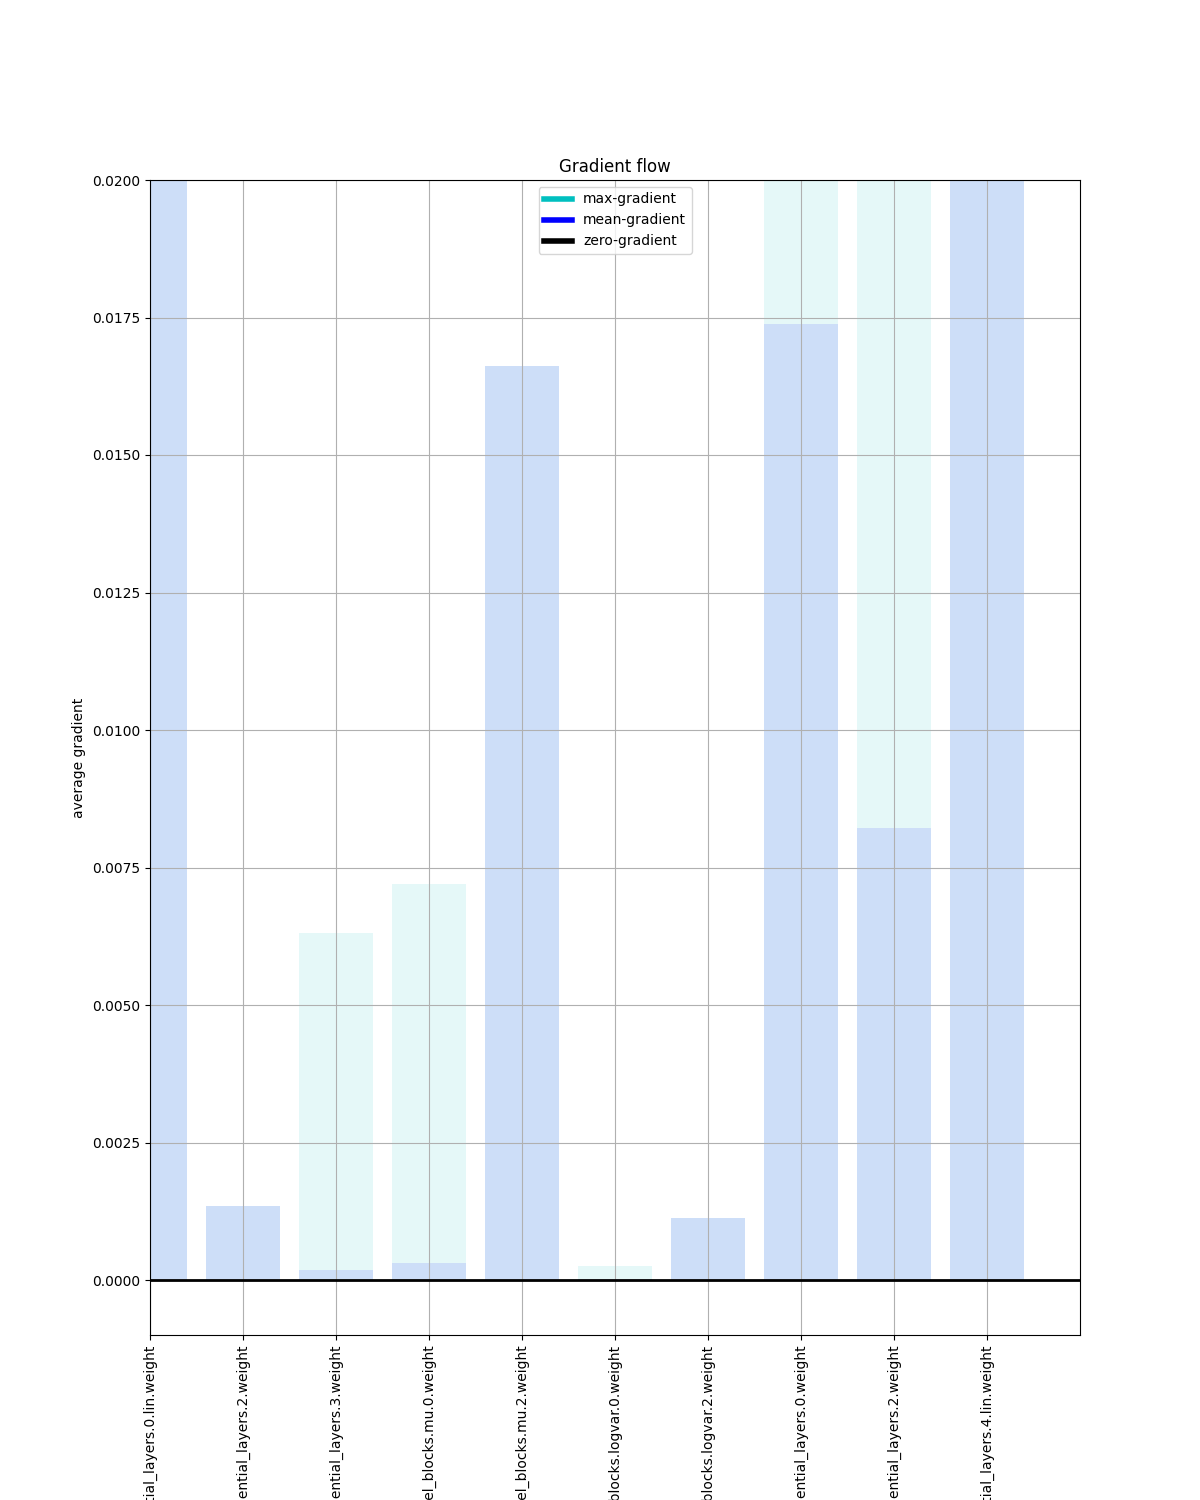 Gradient flow
max-gradient
mean-gradient
zero-gradient
0.0200
0.0175
0.0150
0.0125
0.0100
0.0075
0.0050
0.0025
0.0000
average gradient
tial_layers.0.lin.weight
ential_layers.2.weight
ential_layers.3.weight
el_blocks.mu.0.weight
el_blocks.mu.2.weight
blocks.logvar.0.weight
blocks.logvar.2.weight
ential_layers.0.weight
ential_layers.2.weight
tial_layers.4.lin.weight